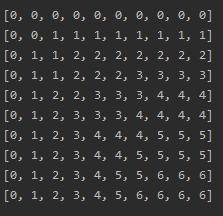 [0, 0, 0, 0, 0, 0, 0, 0, 0]
[0, 0, 1, 1, 1, 1, 1, 1, 1]
[0, 1, 1, 2, 2, 2, 2, 2, 2]
[0, 1, 1, 2, 2, 2, 3, 3, 3, 3]
[0, 1, 2, 2, 3, 3, 3, 4, 4, 4]
[0, 1, 2, 3, 3, 3, 4, 4, 4, 4]
[0, 1, 2, 3, 4, 4, 4, 5, 5, 5]
[0, 1, 2, 3, 4, 4, 5, 5, 5, 5]
[0, 1, 2, 3, 4, 5, 5, 6, 6, 6]
[0, 1, 2, 3, 4, 5, 6, 6, 6, 6]